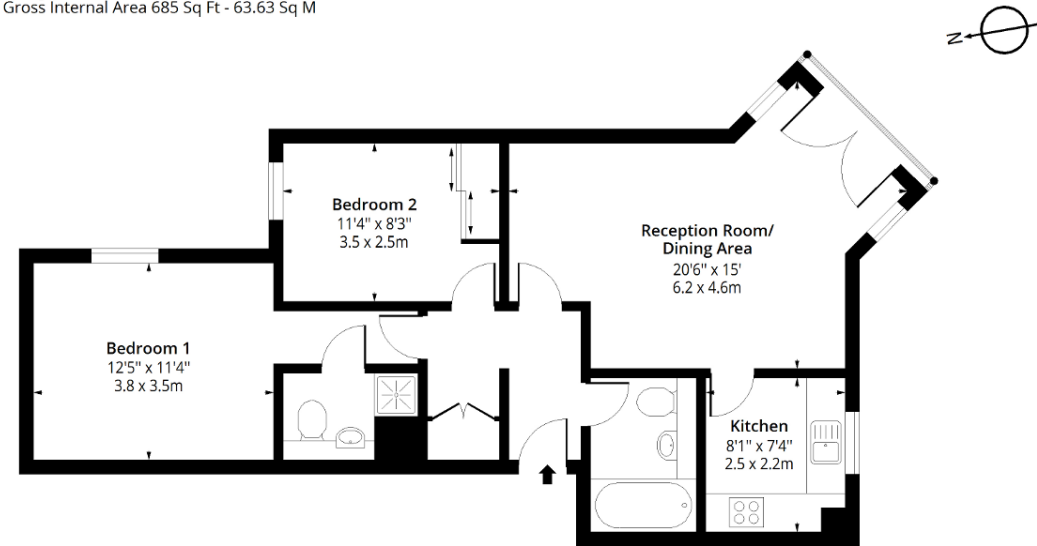 Gross Internal Area 685 Sq Ft - 63.63 Sq M
N
Bedroom 2
11'4" x 8'3"
3.5 x 2.5m
Reception Room/
Dining Area
20'6" x 15'
6.2 x 4.6m
Bedroom 1
12'5" x 11'4"
3.8 x 3.5m
Kitchen
8'1" x 7'4"
2.5 x 2.2m